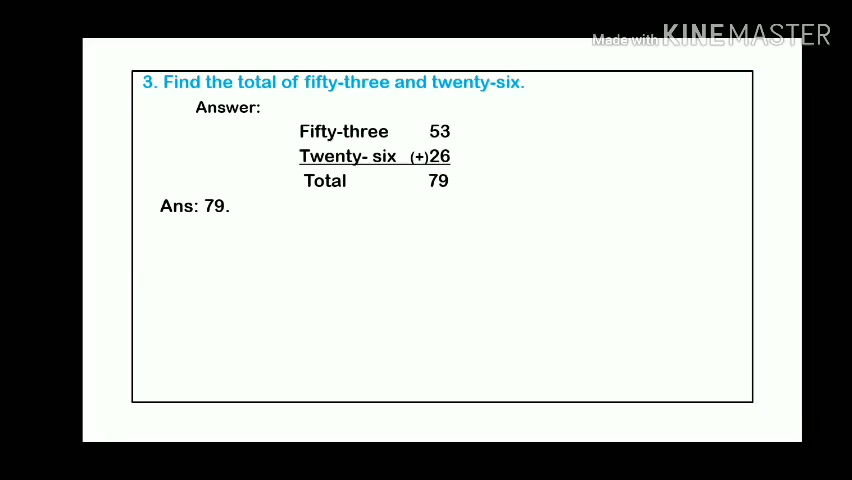 Made with KINEMASTER
3. Find the total of fifty-three and twenty-six.
Answer:
Fifty-three 53
Twenty- six (+)26
Total 79
Ans: 79.